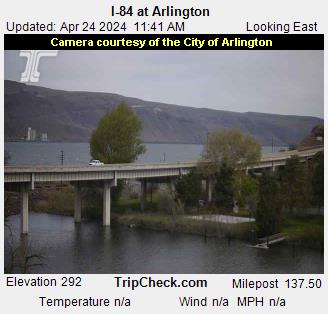 I-84 at Arlington
Updated: Apr 24 2024 11:41 AM Looking East
Camera courtesy of the City of Arlington
Elevation 292 TripCheck.com Milepost 137.50
Temperature n/a Wind n/a MPH n/a